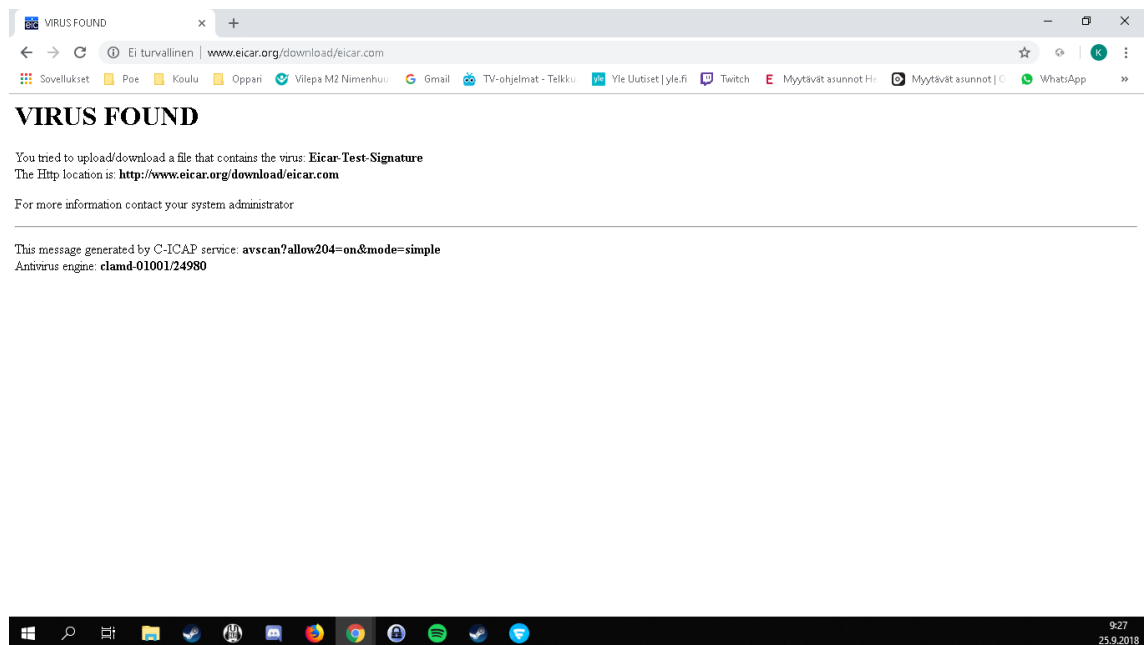 VIRUS FOUND
Ei turvallinen | www.eicar.org/download/eicar.com
K
Sovellukset Poe Koulu Oppari Vilepa M2 Nimenhuu Gmail TV-ohjelmat - Telkku yle Yle Uutiset | yle.fi Twitch E Myytävät asunnot He Myytävät asunnot | O WhatsApp »
VIRUS FOUND
You tried to upload/download a file that contains the virus: Eicar-Test-Signature
The Http location is: http://www.eicar.org/download/eicar.com
For more information contact your system administrator
This message generated by C-ICAP service: avscan?allow204=on&mode=simple
Antivirus engine: clamd-01001/24980
9:27
25.9.2018